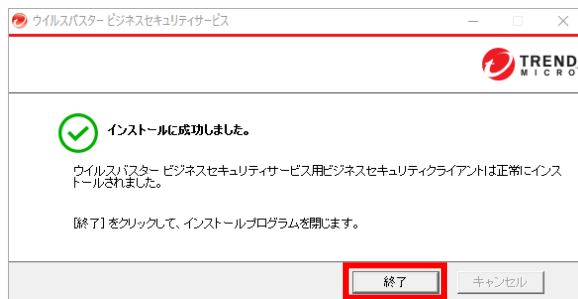 ウイルスバスター ビジネスセキュリティサービス
TREND
MICRO
インストールに成功しました。
ウイルスバスター ビジネスセキュリティサービス用ビジネスセキュリティクライアントは正常にインス
トールされました。
[終了] をクリックして、インストールプログラムを閉じます。
終了
キャンセル